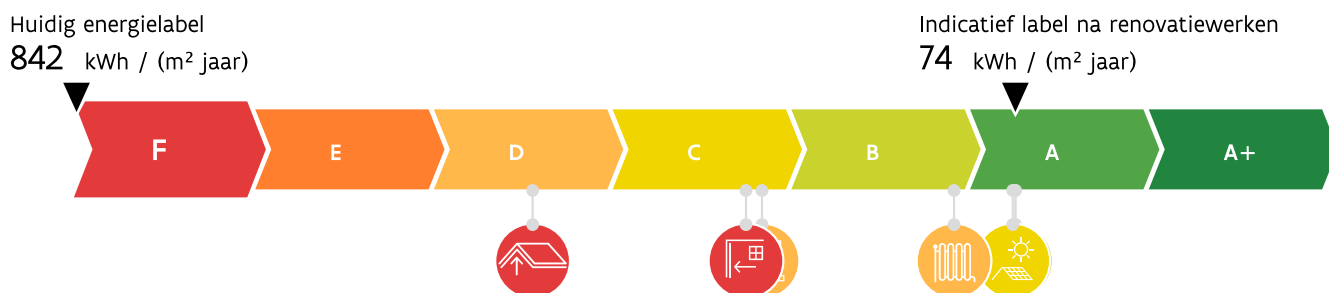 Huidig energielabel
842 kWh / (m² jaar)
Indicatief label na renovatiewerken
74 kWh / (m² jaar)
F E D C B A A+